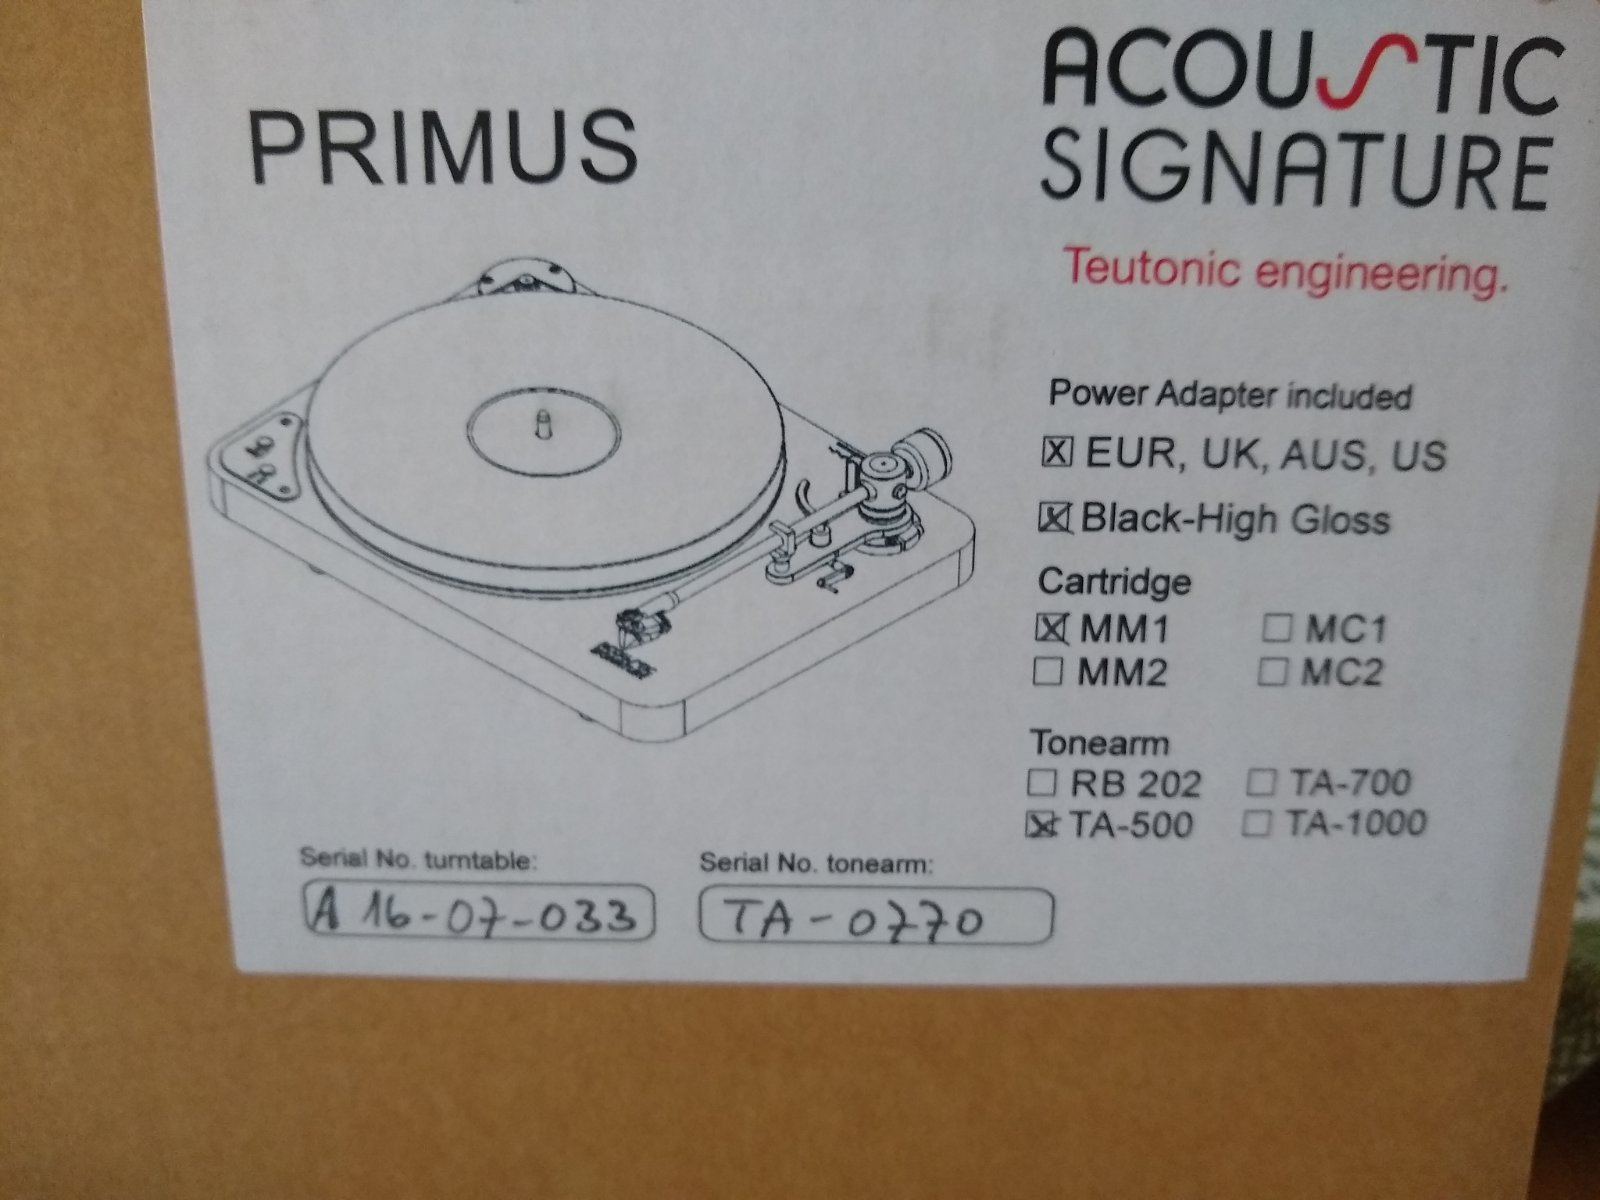 PRIMUS
ACOUSTIC
SIGNATURE
Teutonic engineering.
Power Adapter included
☒ EUR, UK, AUS, US
☒ Black-High Gloss
Cartridge
☒ MM1 ☐ MC1
☐ MM2 ☐ MC2
Tonearm
☐ RB 202 ☐ TA-700
☒ TA-500 ☐ TA-1000
Serial No. turntable: Serial No. tonearm:
A 16-07-033 TA-0770